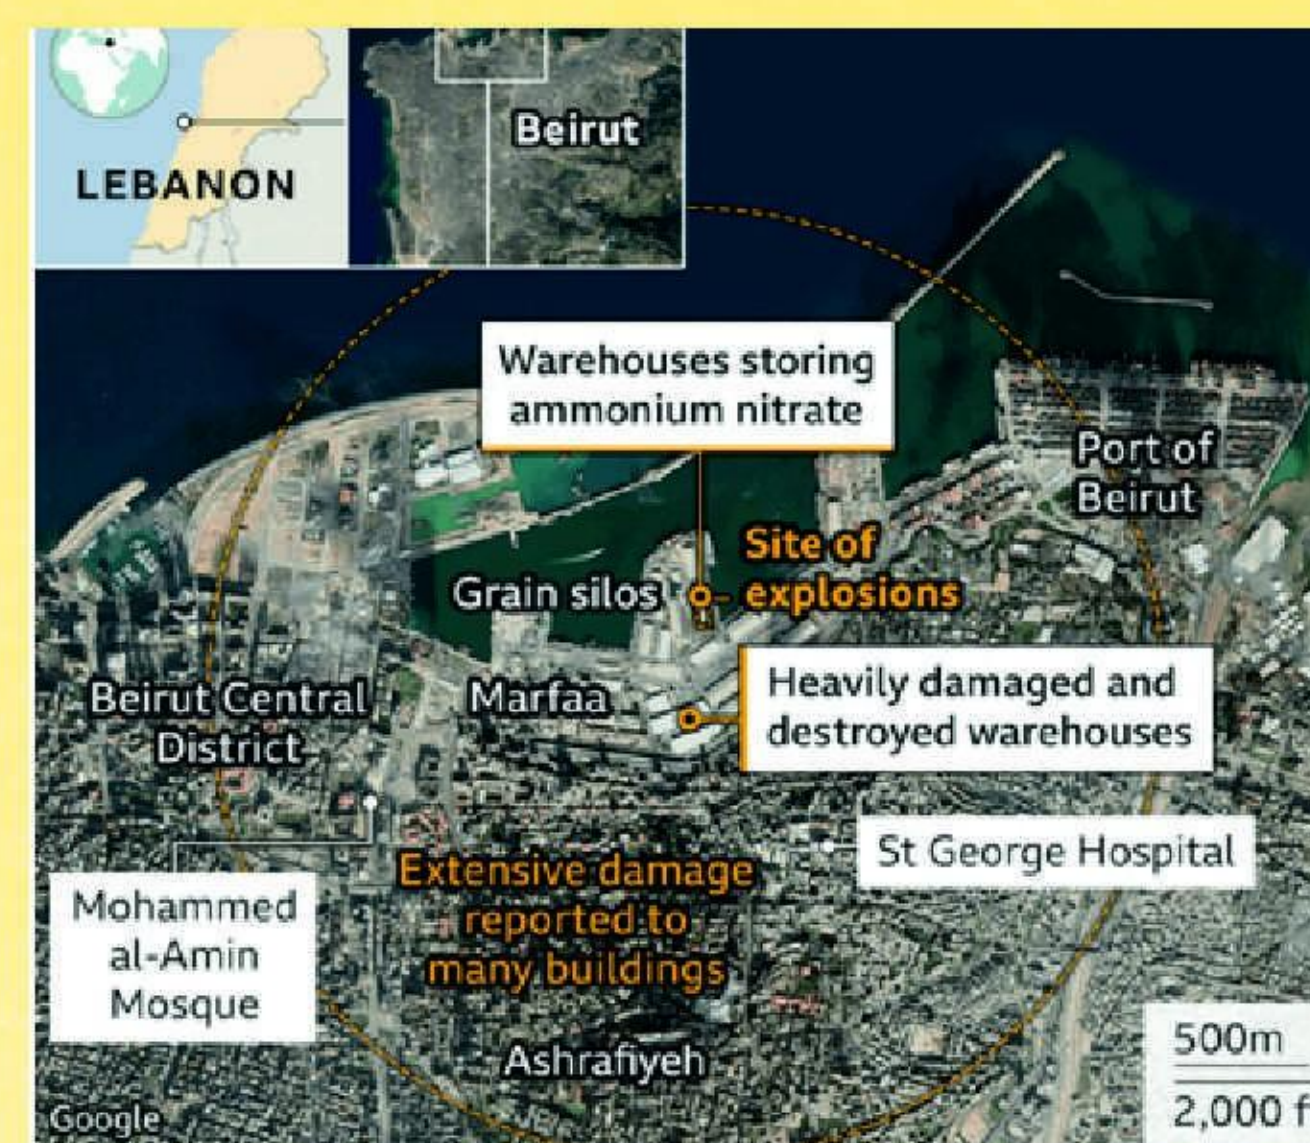 LEBANON
Beirut
Warehouses storing
ammonium nitrate
Port of
Beirut
Site of
explosions
Grain silos
Heavily damaged and
destroyed warehouses
Beirut Central
District
Marfaa
St George Hospital
Extensive damage
reported to
many buildings
Mohammed
al-Amin
Mosque
Ashrafiyeh
500m
2,000 f
Google